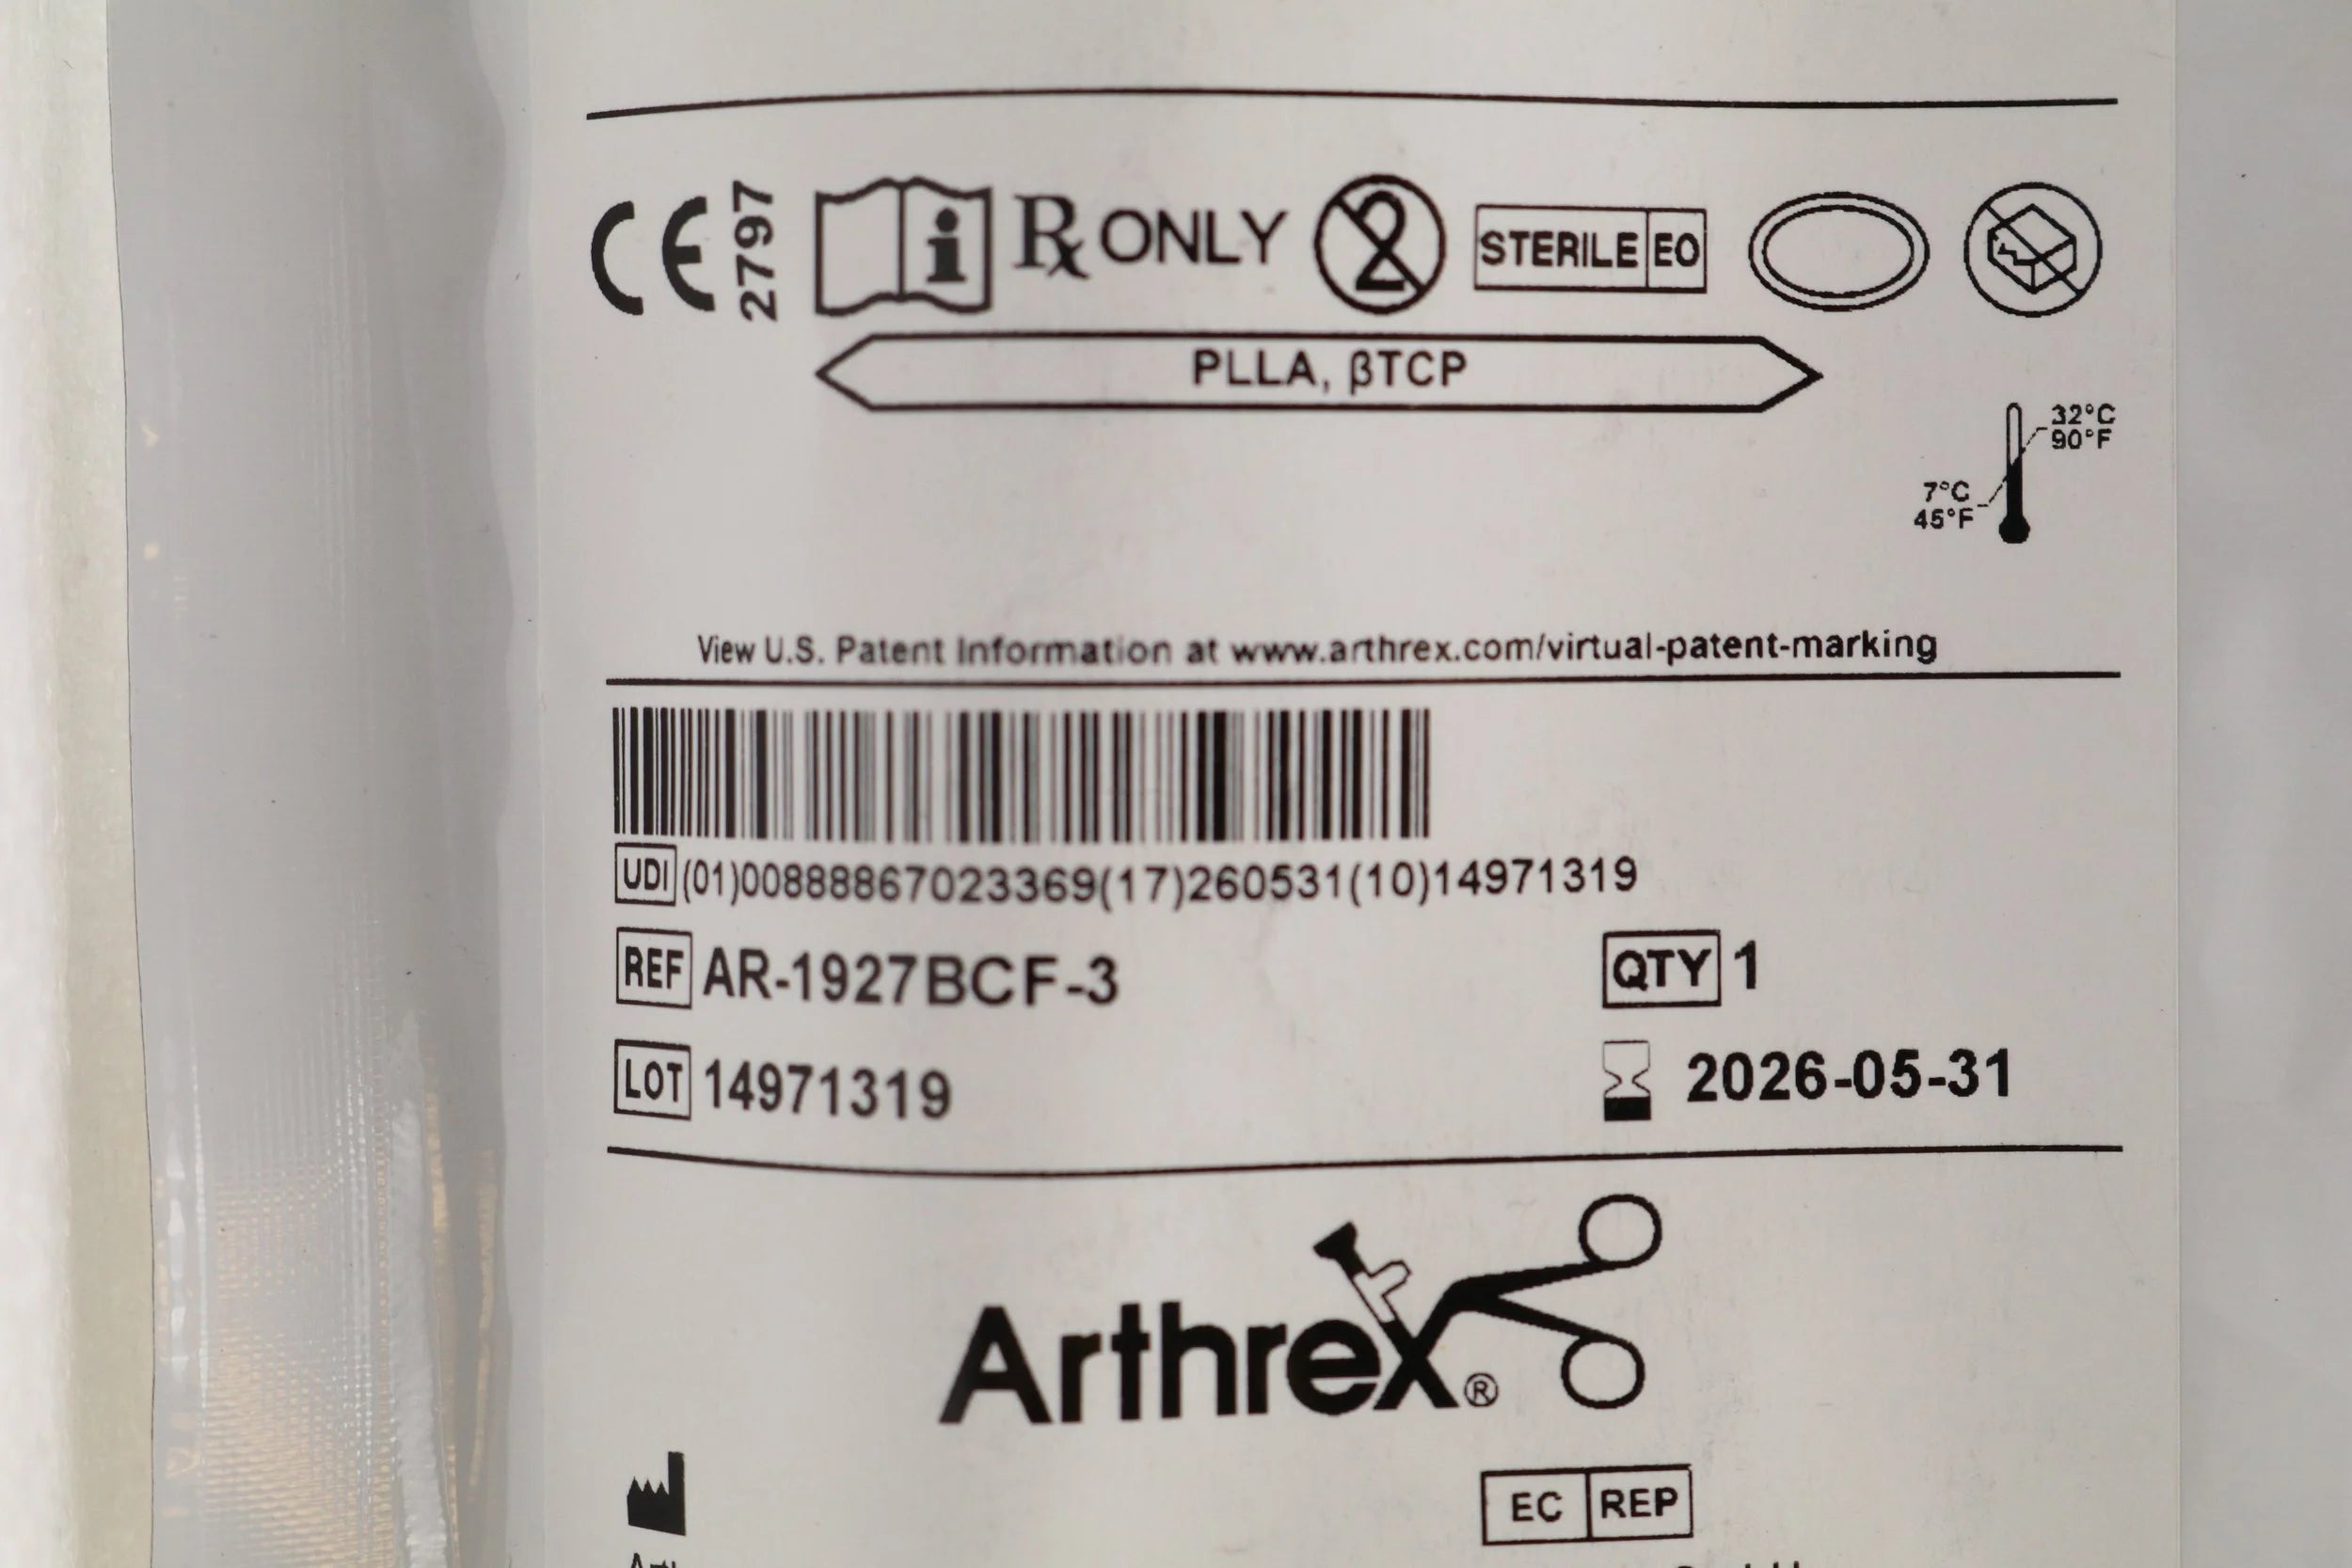 CE 2797 i Rx ONLY 2 STERILE EO
PLLA, βTCP
32°C
90°F
7°C
45°F
View U.S. Patent Information at www.arthrex.com/virtual-patent-marking
UDI (01)00888867023369(17)260531(10)14971319
REF AR-1927BCF-3 QTY 1
LOT 14971319 2026-05-31
Arthrex®
EC REP